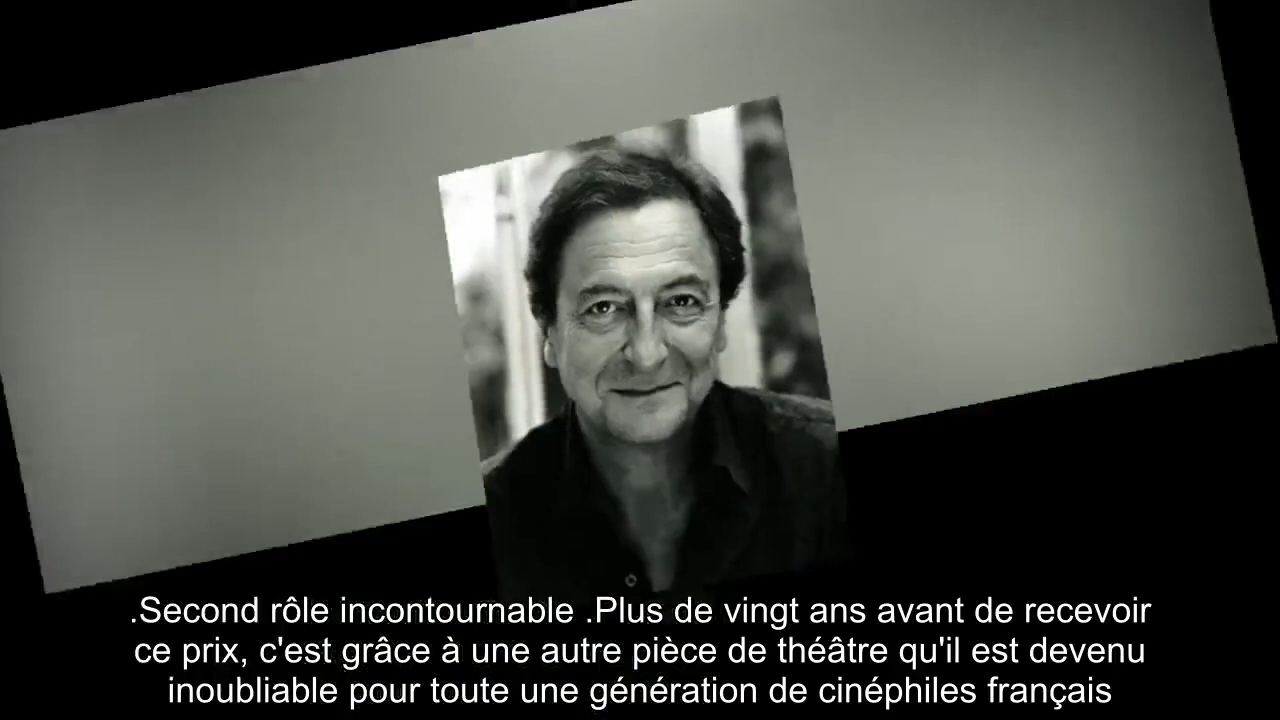 .Second rôle incontournable .Plus de vingt ans avant de recevoir
ce prix, c'est grâce à une autre pièce de théâtre qu'il est devenu
inoubliable pour toute une génération de cinéphiles français